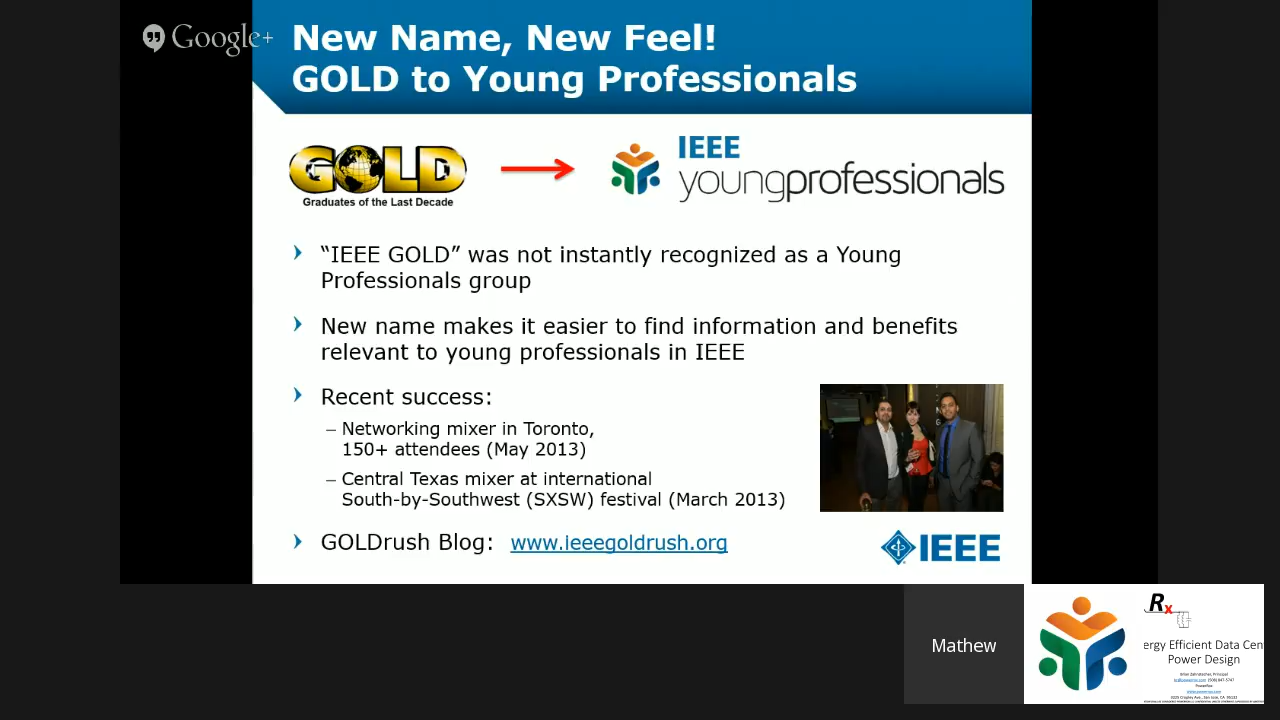 Google+
New Name, New Feel!
GOLD to Young Professionals
GOLD
Graduates of the Last Decade
IEEE
youngprofessionals
“IEEE GOLD” was not instantly recognized as a Young
Professionals group
New name makes it easier to find information and benefits
relevant to young professionals in IEEE
Recent success:
– Networking mixer in Toronto,
150+ attendees (May 2013)
– Central Texas mixer at international
South-by-Southwest (SXSW) festival (March 2013)
GOLDrush Blog: www.ieeegoldrush.org
IEEE
Mathew
Rx
ergy Efficient Data Cen
Power Design